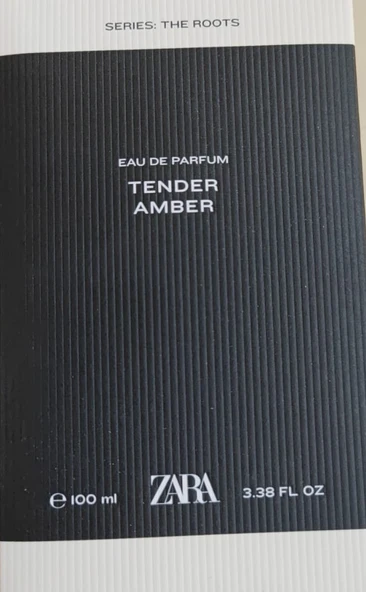 SERIES: THE ROOTS
EAU DE PARFUM
TENDER
AMBER
℮ 100 ml ZARA 3.38 FL OZ